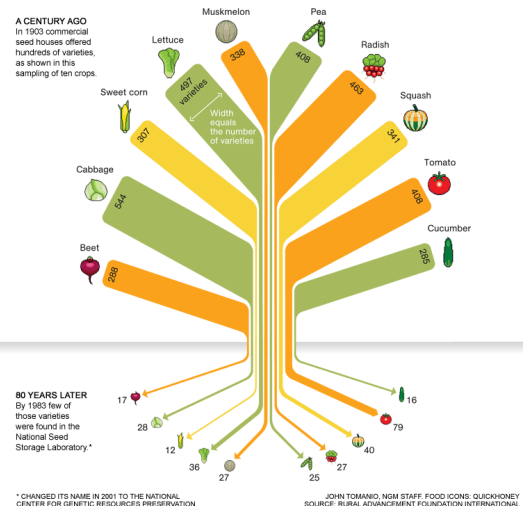 A CENTURY AGO
In 1903 commercial
seed houses offered
hundreds of varieties,
as shown in this
sampling of ten crops.
Muskmelon
Pea
Lettuce
Radish
Sweet corn
Squash
Cabbage
Tomato
Beet
Cucumber
338
408
497
varieties
463
307
341
544
408
288
285
Width
equals
the number
of varieties
80 YEARS LATER
By 1983 few of
those varieties
were found in the
National Seed
Storage Laboratory.*
17
28
12
36
27
25
27
40
79
16
* CHANGED ITS NAME IN 2001 TO THE NATIONAL
CENTER FOR GENETIC RESOURCES PRESERVATION
JOHN TOMANIO, NGM STAFF. FOOD ICONS: QUICKHONEY
SOURCE: RURAL ADVANCEMENT FOUNDATION INTERNATIONAL